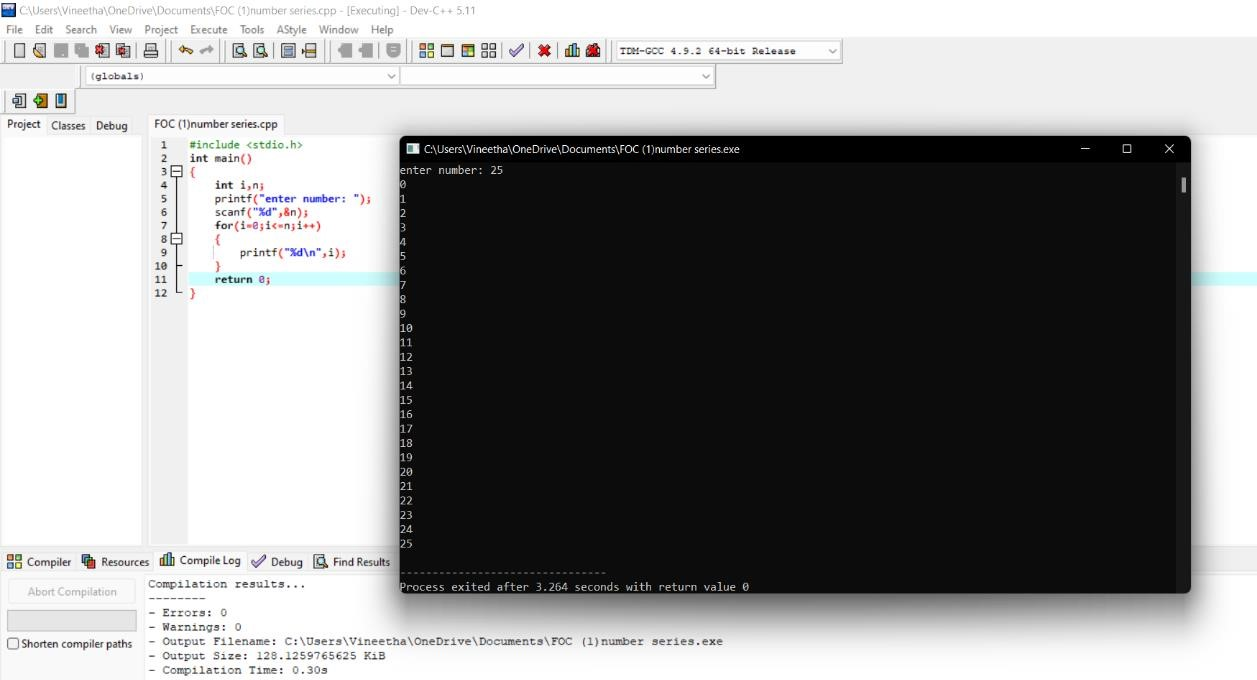 C:\Users\Vineetha\OneDrive\Documents\FOC (1)number series.cpp - [Executing] - Dev-C++ 5.11
File Edit Search View Project Execute Tools AStyle Window Help
TDM-GCC 4.9.2 64-bit Release
(globals)
Project Classes Debug
FOC (1)number series.cpp
1 #include <stdio.h>
2 int main()
3 {
4 int i,n;
5 printf("enter number: ");
6 scanf("%d",&n);
7 for(i=0;i<=n;i++)
8 {
9 printf("%d\n",i);
10 }
11 return 0;
12 }
C:\Users\Vineetha\OneDrive\Documents\FOC (1)number series.exe
enter number: 25
0
1
2
3
4
5
6
7
8
9
10
11
12
13
14
15
16
17
18
19
20
21
22
23
24
25
--------------------------------
Process exited after 3.264 seconds with return value 0
Compiler Resources Compile Log Debug Find Results
Abort Compilation
Shorten compiler paths
Compilation results...
--------
- Errors: 0
- Warnings: 0
- Output Filename: C:\Users\Vineetha\OneDrive\Documents\FOC (1)number series.exe
- Output Size: 128.1259765625 KiB
- Compilation Time: 0.30s